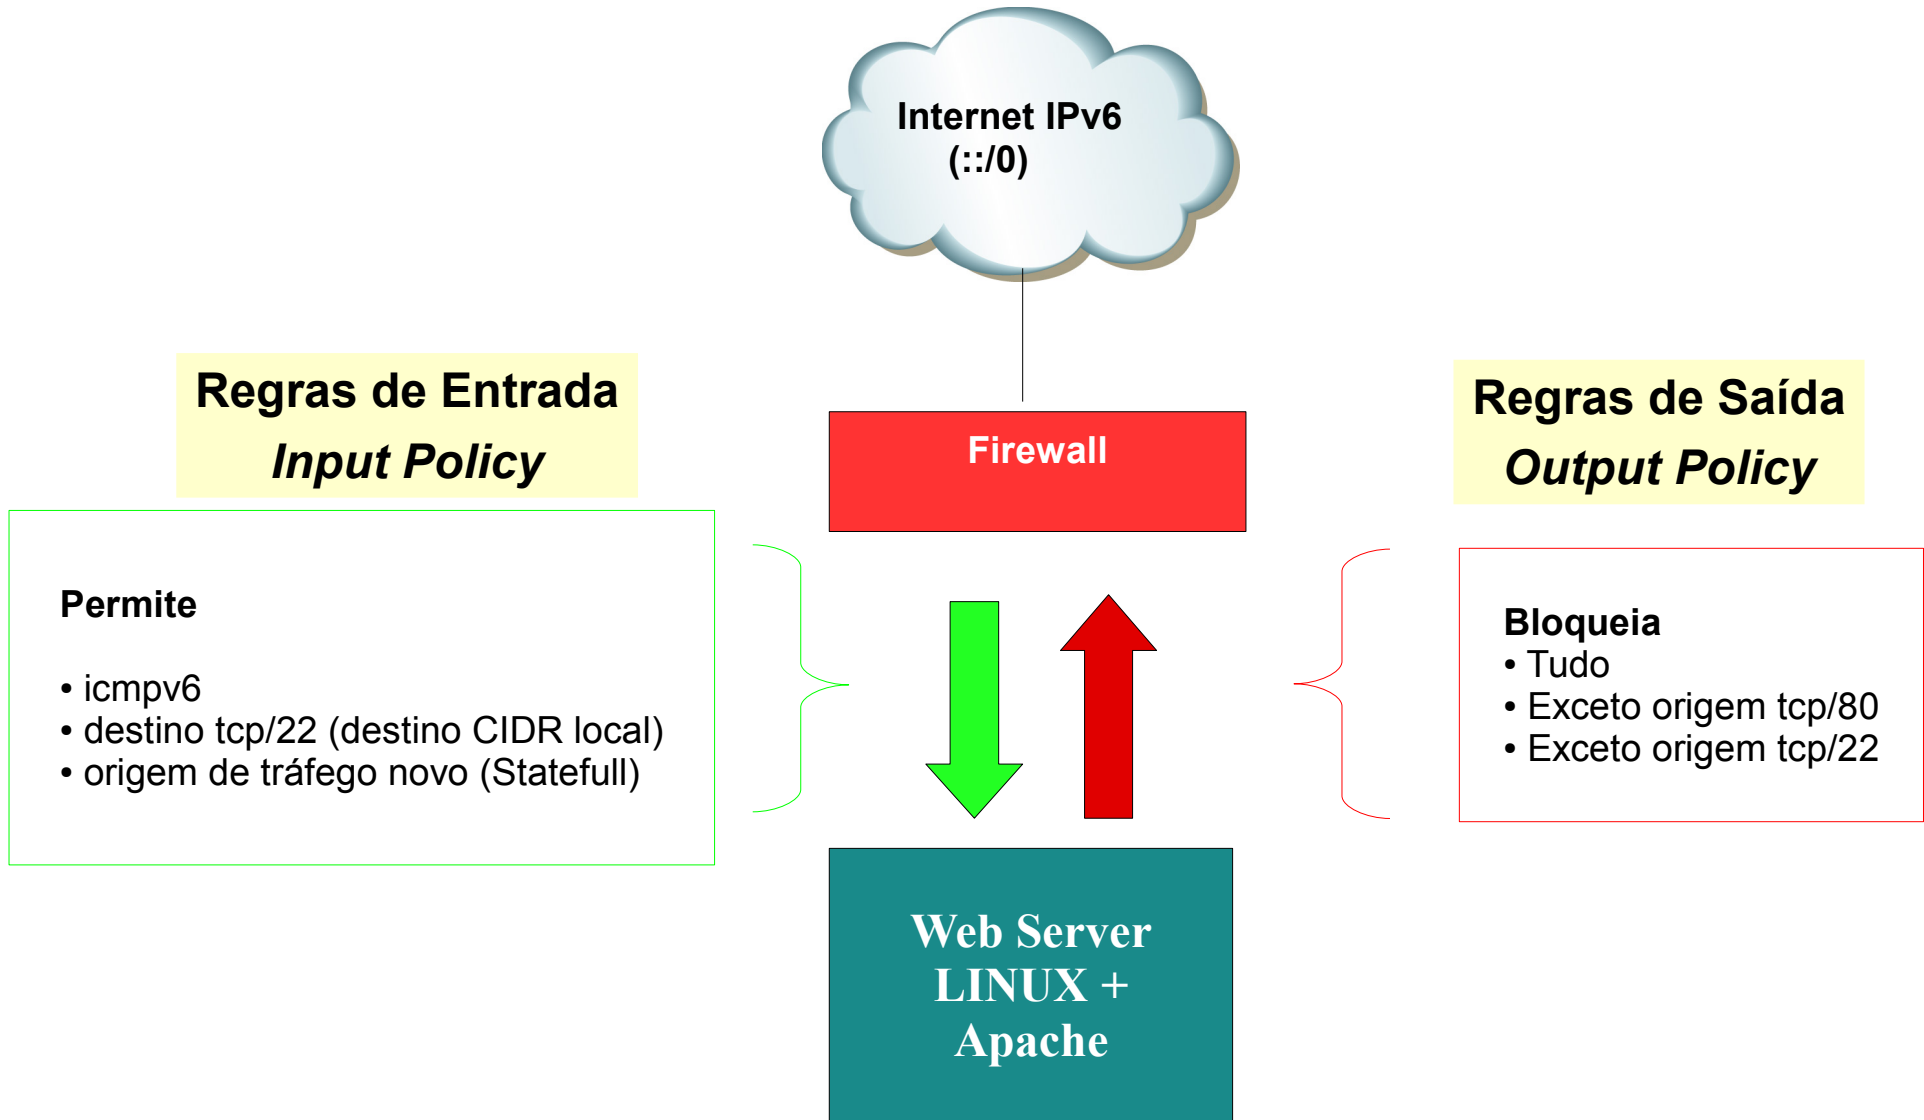 Internet IPv6
(::/0)
Regras de Entrada
Input Policy
Firewall
Regras de Saída
Output Policy
Permite
• icmpv6
• destino tcp/22 (destino CIDR local)
• origem de tráfego novo (Statefull)
Bloqueia
• Tudo
• Exceto origem tcp/80
• Exceto origem tcp/22
Web Server
LINUX +
Apache